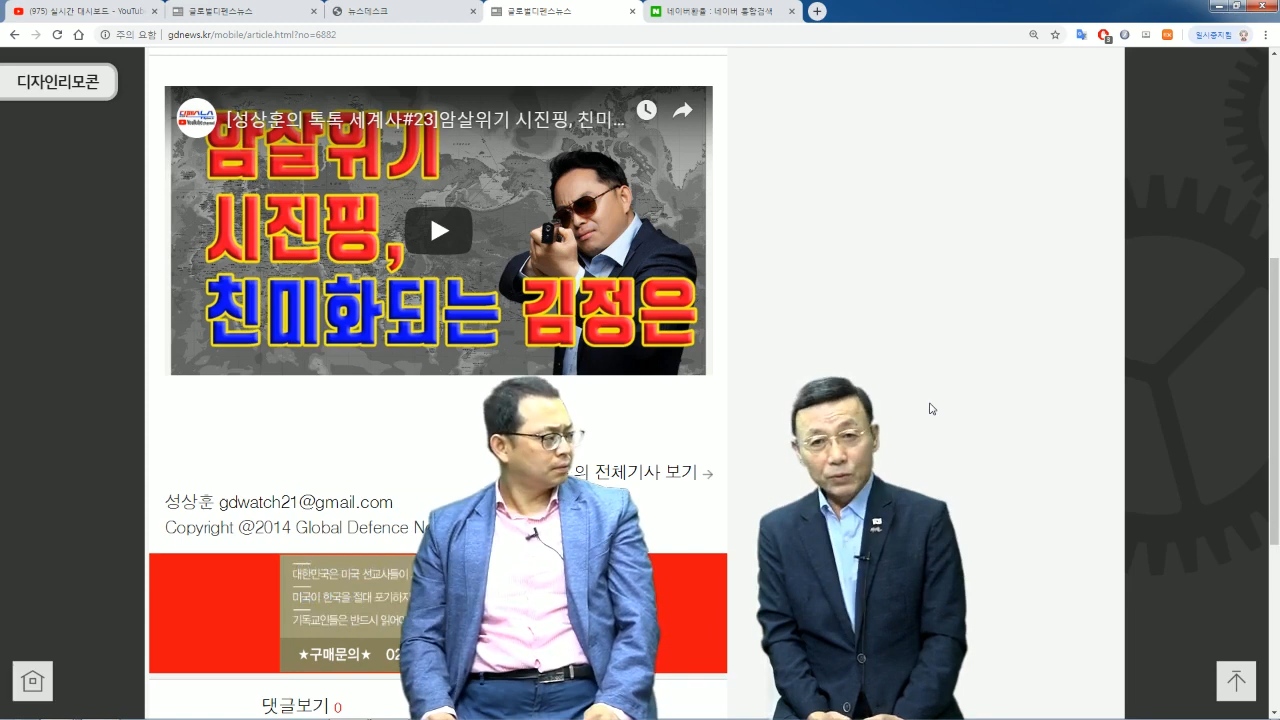 (975) 실시간 대시보드 - YouTube
글로벌디펜스뉴스
뉴스데스크
글로벌디펜스뉴스
네이버환율 : 네이버 통합검색
주의 요함 | gdnews.kr/mobile/article.html?no=6882
일시중지됨
디자인리모콘
[성상훈의 톡톡 세계사#23]암살위기 시진핑, 친미...
암살위기
시진핑,
친미화되는 김정은
의 전체기사 보기 →
성상훈 gdwatch21@gmail.com
Copyright @2014 Global Defence
대한민국은 미국 선교사들이
미국이 한국을 절대 포기하지
기독교인들은 반드시 읽어야
★구매문의★ 02
댓글보기 0